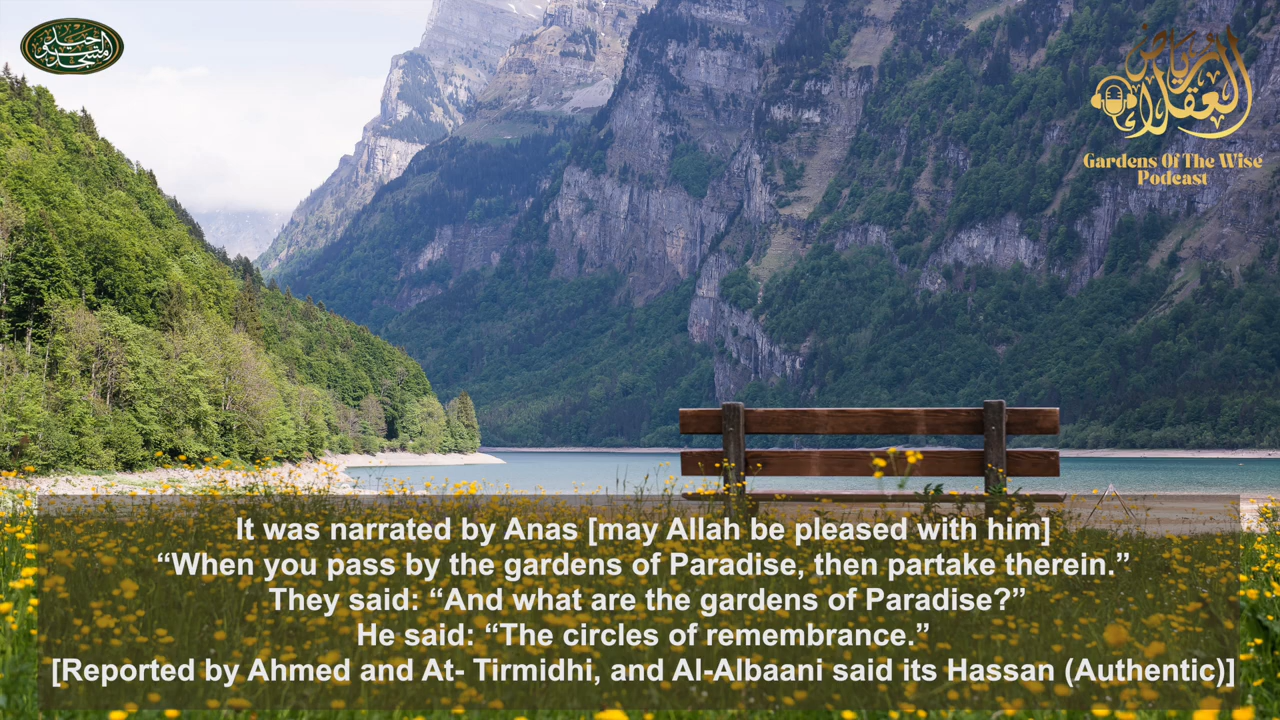 رياض العقلاء
Gardens Of The Wise
Podcast
It was narrated by Anas [may Allah be pleased with him]
“When you pass by the gardens of Paradise, then partake therein.”
They said: “And what are the gardens of Paradise?”
He said: “The circles of remembrance.”
[Reported by Ahmed and At- Tirmidhi, and Al-Albaani said its Hassan (Authentic)]